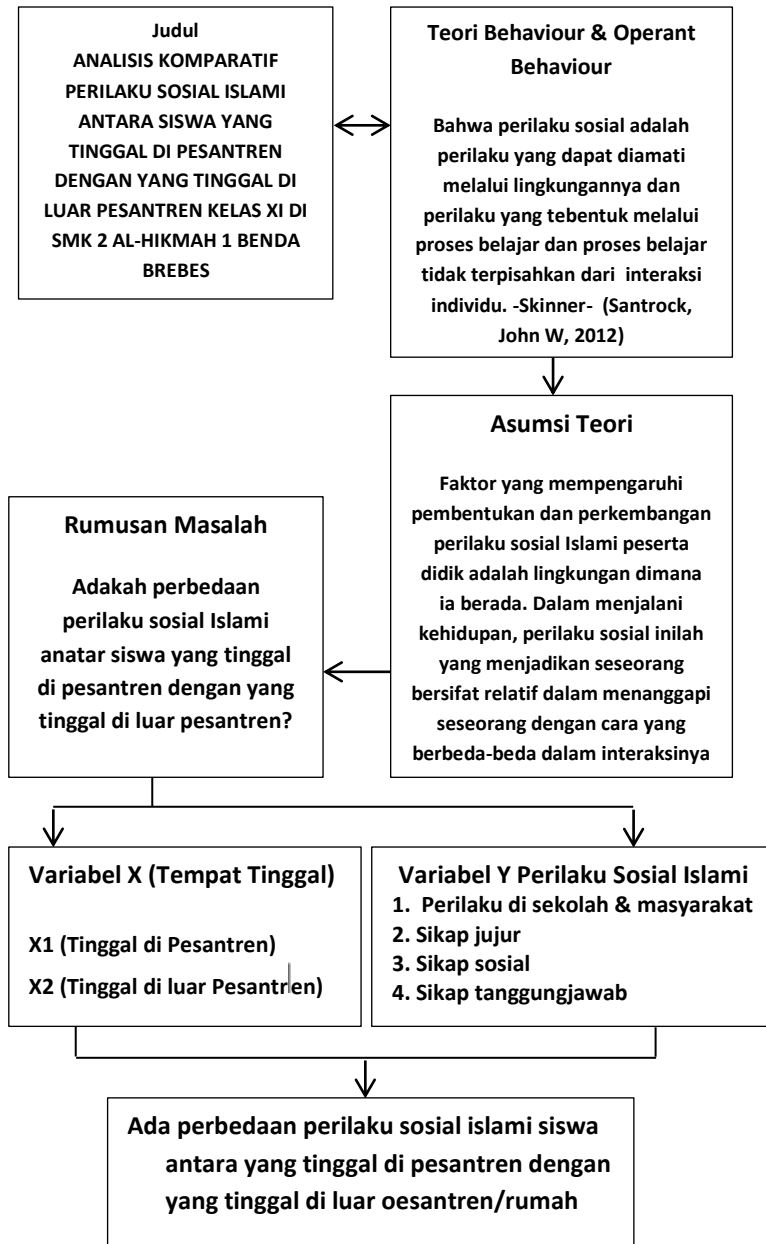 Judul
ANALISIS KOMPARATIF
PERILAKU SOSIAL ISLAMI
ANTARA SISWA YANG
TINGGAL DI PESANTREN
DENGAN YANG TINGGAL DI
LUAR PESANTREN KELAS XI DI
SMK 2 AL-HIKMAH 1 BENDA
BREBES
Teori Behaviour & Operant
Behaviour
Bahwa perilaku sosial adalah
perilaku yang dapat diamati
melalui lingkungannya dan
perilaku yang tebentuk melalui
proses belajar dan proses belajar
tidak terpisahkan dari interaksi
individu. -Skinner- (Santrock,
John W, 2012)
Asumsi Teori
Faktor yang mempengaruhi
pembentukan dan perkembangan
perilaku sosial Islami peserta
didik adalah lingkungan dimana
ia berada. Dalam menjalani
kehidupan, perilaku sosial inilah
yang menjadikan seseorang
bersifat relatif dalam menanggapi
seseorang dengan cara yang
berbeda-beda dalam interaksinya
Rumusan Masalah
Adakah perbedaan
perilaku sosial Islami
anatar siswa yang tinggal
di pesantren dengan yang
tinggal di luar pesantren?
Variabel X (Tempat Tinggal)
X1 (Tinggal di Pesantren)
X2 (Tinggal di luar Pesantren)
Variabel Y Perilaku Sosial Islami
1. Perilaku di sekolah & masyarakat
2. Sikap jujur
3. Sikap sosial
4. Sikap tanggungjawab
Ada perbedaan perilaku sosial islami siswa
antara yang tinggal di pesantren dengan
yang tinggal di luar oesantren/rumah